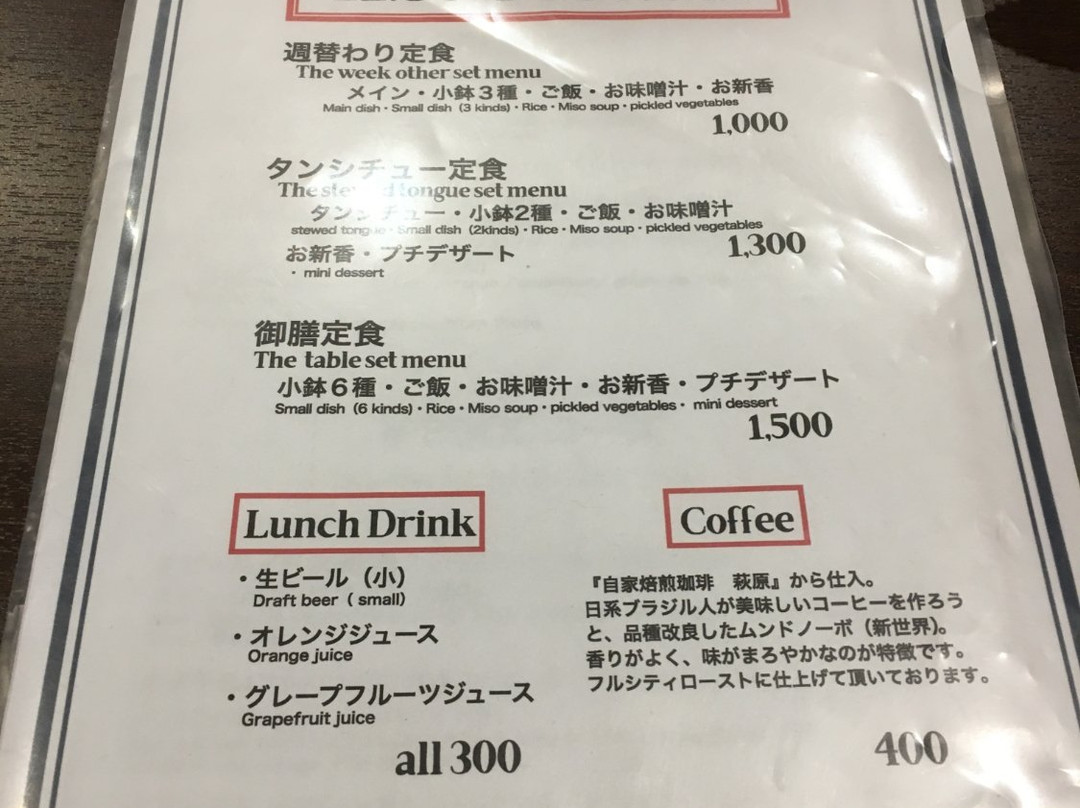 週替わり定食
The week other set menu
メイン・小鉢３種・ご飯・お味噌汁・お新香
Main dish・Small dish（3 kinds）・Rice・Miso soup・pickled vegetables
1,000
タンシチュー定食
The stewed tongue set menu
タンシチュー・小鉢2種・ご飯・お味噌汁
stewed tongue・Small dish（2kinds）・Rice・Miso soup・pickled vegetables
お新香・プチデザート
1,300
・mini dessert
御膳定食
The table set menu
小鉢６種・ご飯・お味噌汁・お新香・プチデザート
Small dish（6 kinds）・Rice・Miso soup・pickled vegetables・ mini dessert
1,500
Lunch Drink
・生ビール（小）
Draft beer（ small）
・オレンジジュース
Orange juice
・グレープフルーツジュース
Grapefruit juice
all 300
Coffee
『自家焙煎珈琲　萩原』から仕入。
日系ブラジル人が美味しいコーヒーを作ろう
と、品種改良したムンドノーボ（新世界）。
香りがよく、味がまろやかなのが特徴です。
フルシティローストに仕上げて頂いております。
400